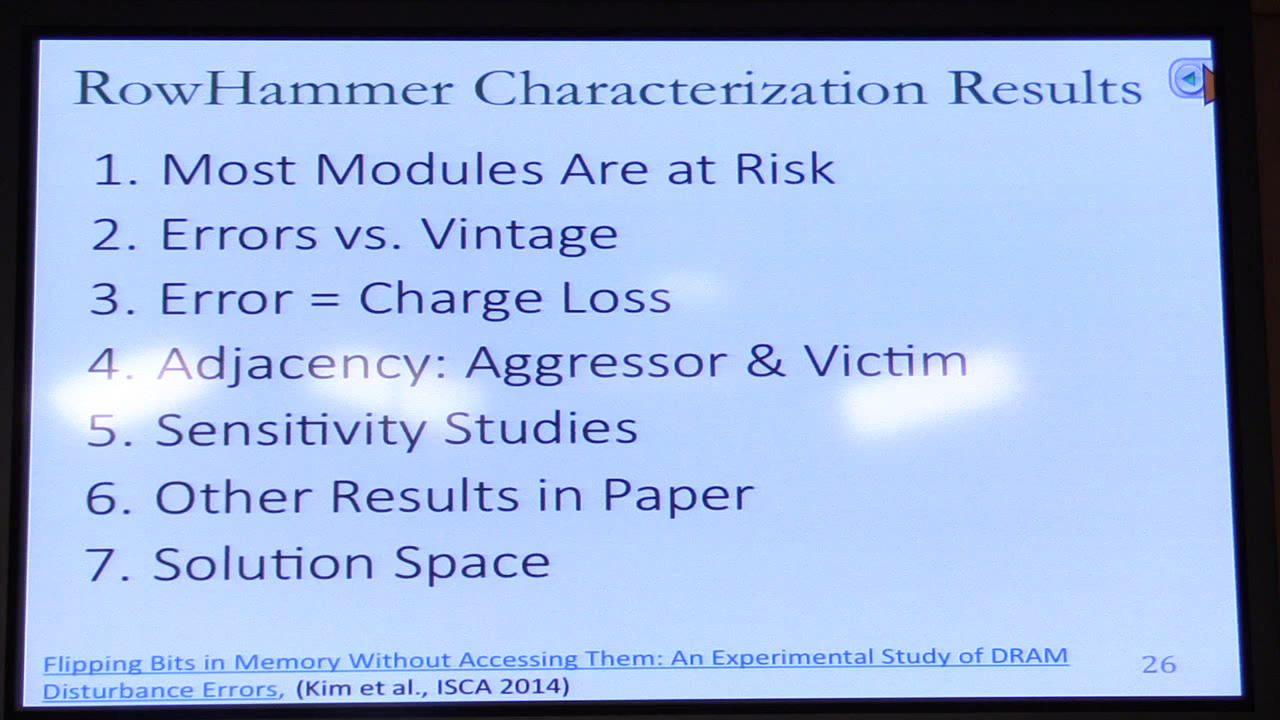 RowHammer Characterization Results
1. Most Modules Are at Risk
2. Errors vs. Vintage
3. Error = Charge Loss
4. Adjacency: Aggressor & Victim
5. Sensitivity Studies
6. Other Results in Paper
7. Solution Space
Flipping Bits in Memory Without Accessing Them: An Experimental Study of DRAM
Disturbance Errors, (Kim et al., ISCA 2014)
26